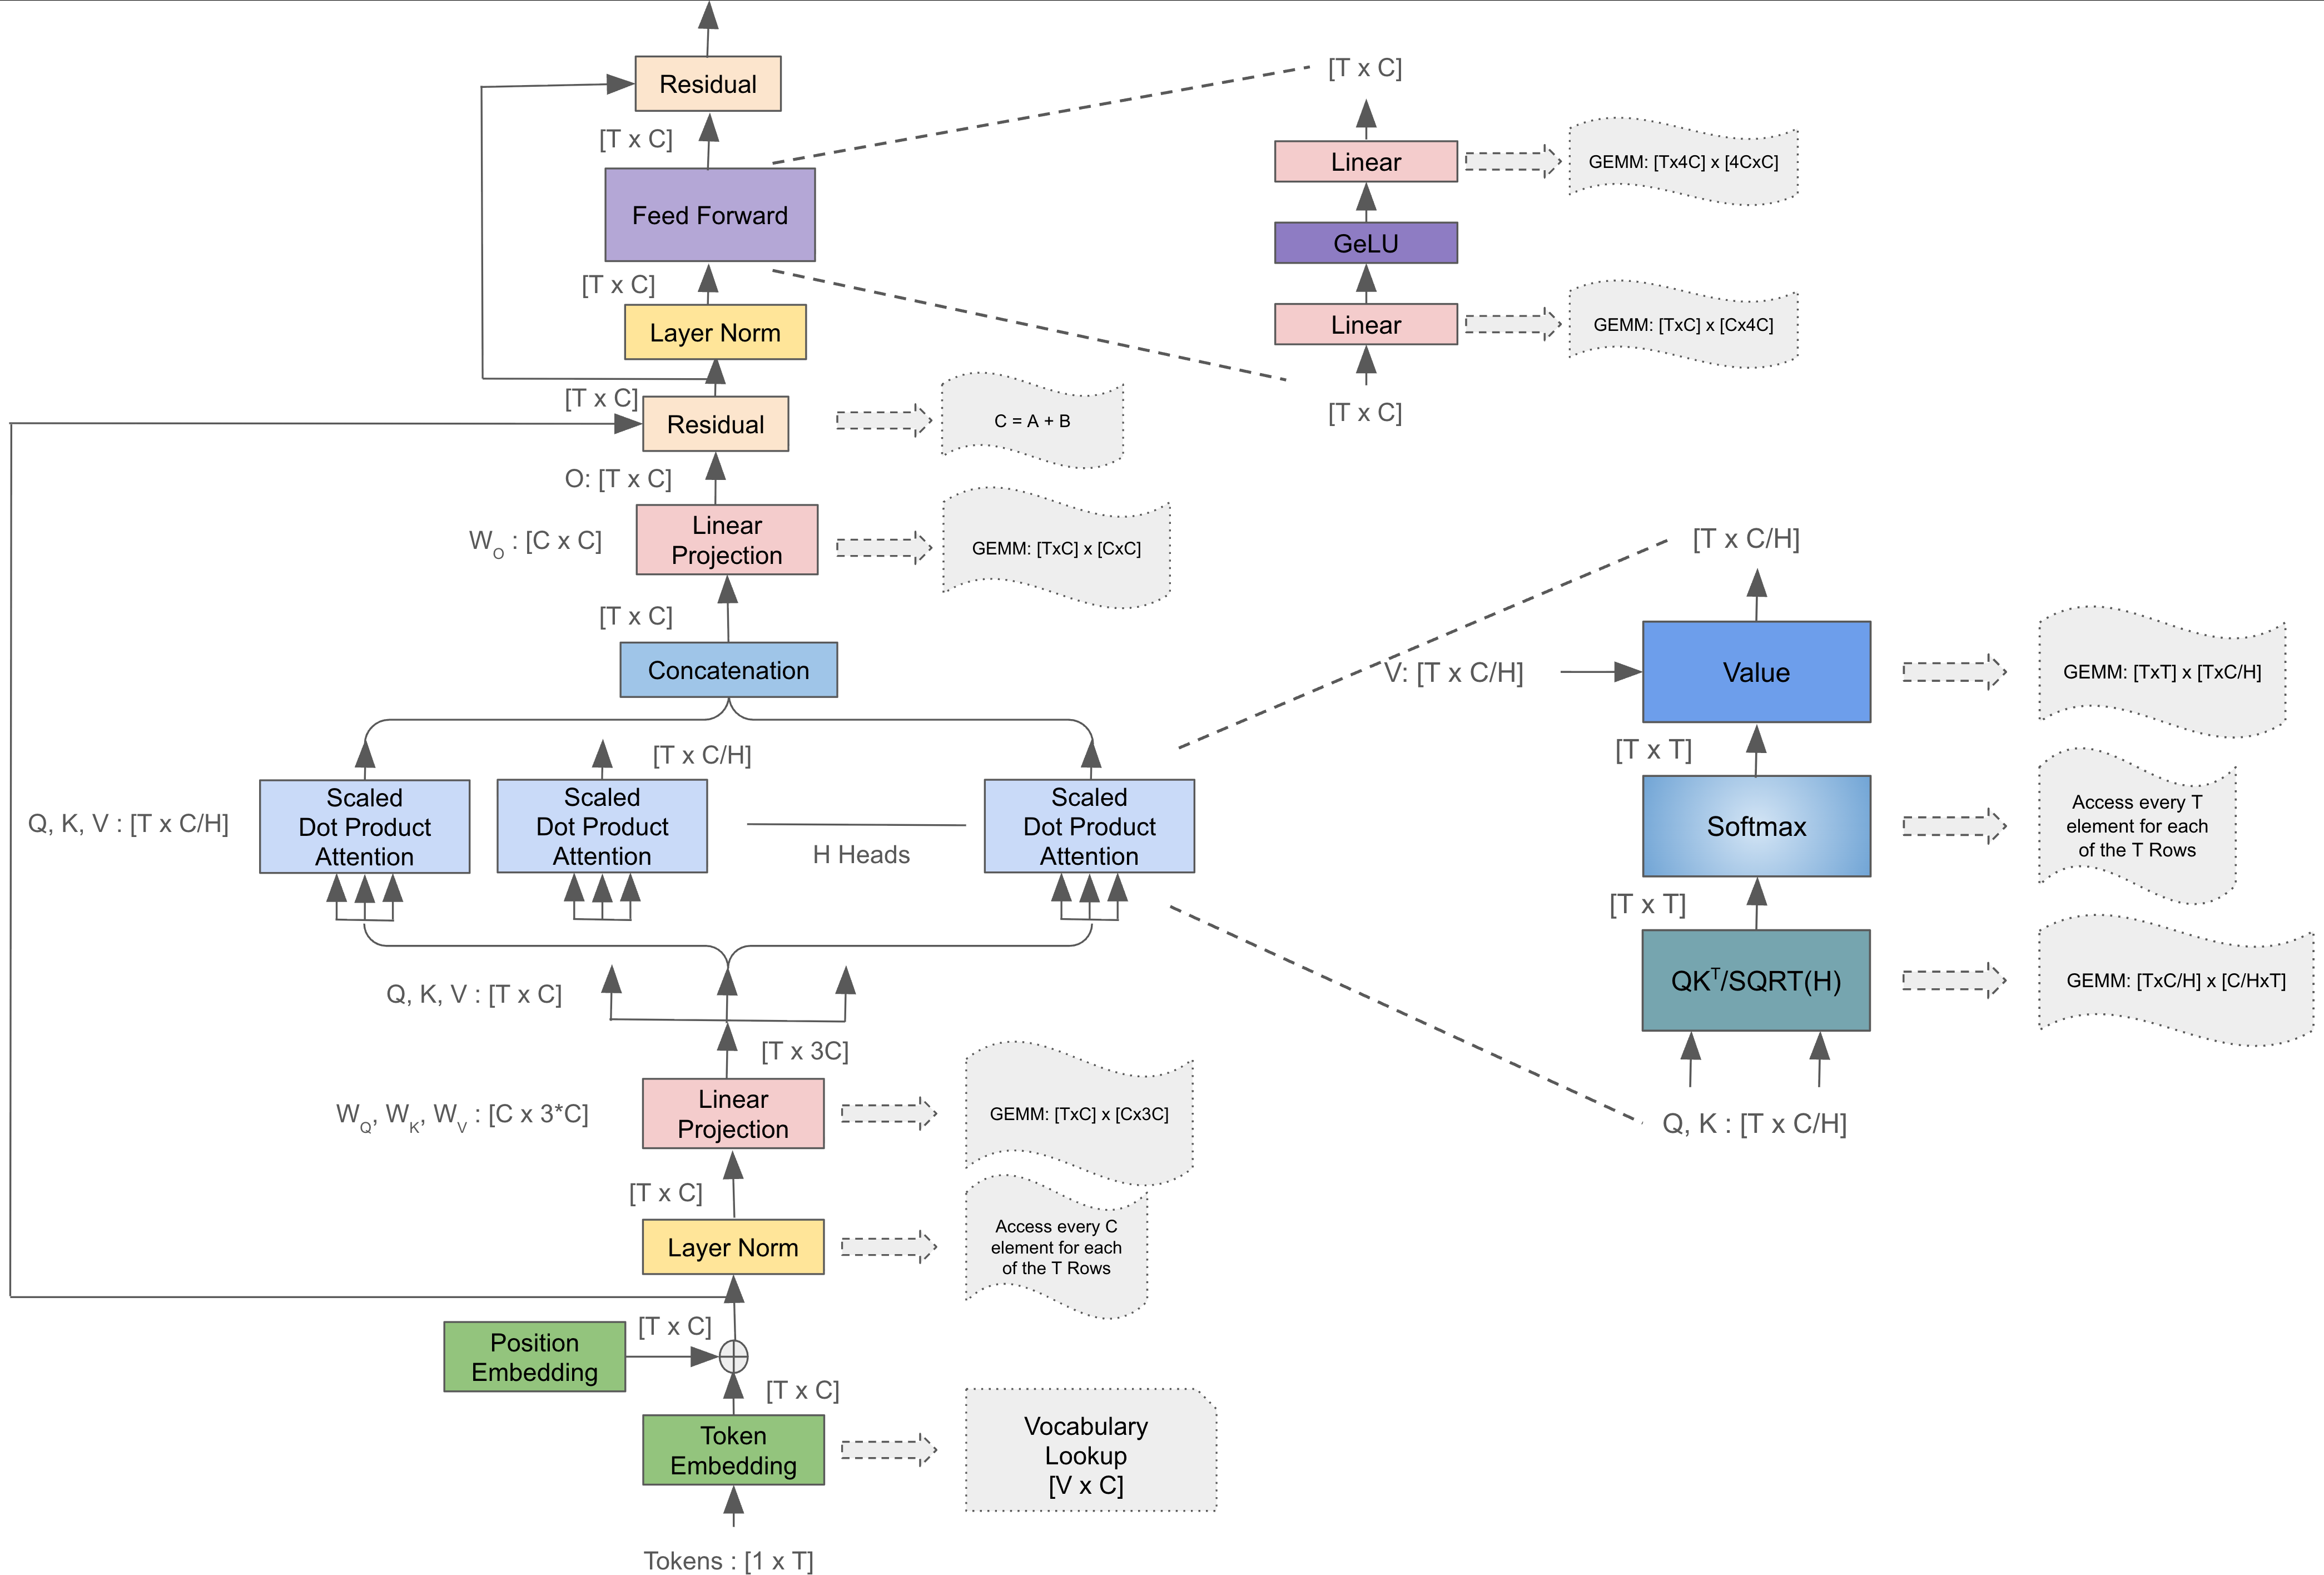 Residual
[T x C]
Feed Forward
[T x C]
Layer Norm
[T x C]
Residual
C = A + B
O: [T x C]
Linear
Projection
W_O : [C x C]
GEMM: [TxC] x [CxC]
[T x C]
Concatenation
[T x C/H]
Q, K, V : [T x C/H]
Scaled
Dot Product
Attention
Scaled
Dot Product
Attention
H Heads
Scaled
Dot Product
Attention
Q, K, V : [T x C]
[T x 3C]
W_Q, W_K, W_V : [C x 3*C]
Linear
Projection
GEMM: [TxC] x [Cx3C]
[T x C]
Layer Norm
Access every C
element for each
of the T Rows
[T x C]
Position
Embedding
[T x C]
Token
Embedding
Vocabulary
Lookup
[V x C]
Tokens : [1 x T]
[T x C]
Linear
GEMM: [Tx4C] x [4CxC]
GeLU
Linear
GEMM: [TxC] x [Cx4C]
[T x C]
[T x C/H]
V: [T x C/H]
Value
GEMM: [TxT] x [TxC/H]
[T x T]
Softmax
Access every T
element for each
of the T Rows
[T x T]
QK^T/SQRT(H)
GEMM: [TxC/H] x [C/HxT]
Q, K : [T x C/H]